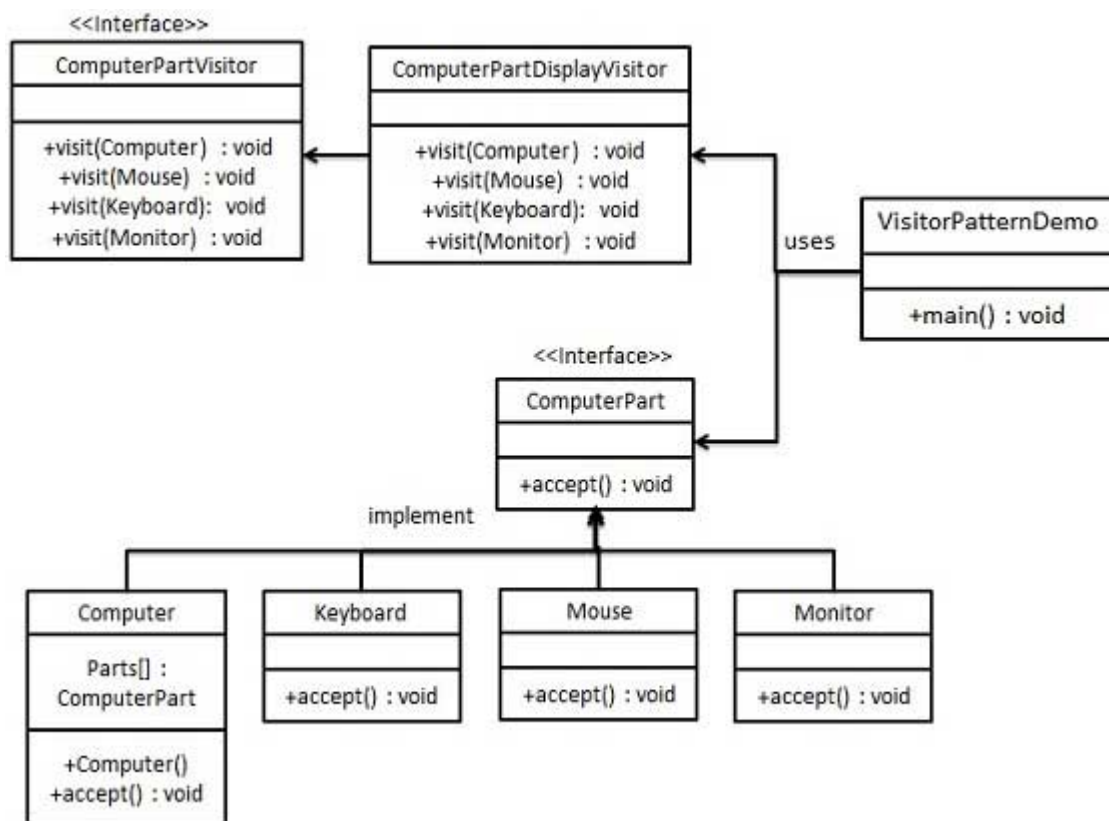 <<Interface>>
ComputerPartVisitor
+visit(Computer) : void
+visit(Mouse) : void
+visit(Keyboard): void
+visit(Monitor) : void
ComputerPartDisplayVisitor
+visit(Computer) : void
+visit(Mouse) : void
+visit(Keyboard): void
+visit(Monitor) : void
uses
VisitorPatternDemo
+main() : void
<<Interface>>
ComputerPart
+accept() : void
implement
Computer
Parts[] :
ComputerPart
+Computer()
+accept() : void
Keyboard
+accept() : void
Mouse
+accept() : void
Monitor
+accept() : void